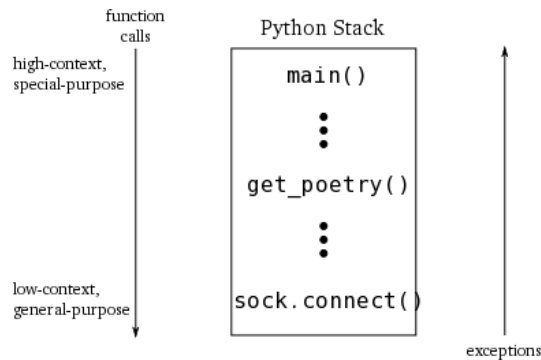 function
calls
Python Stack
high-context,
special-purpose
main()
get_poetry()
low-context,
general-purpose
sock.connect()
exceptions